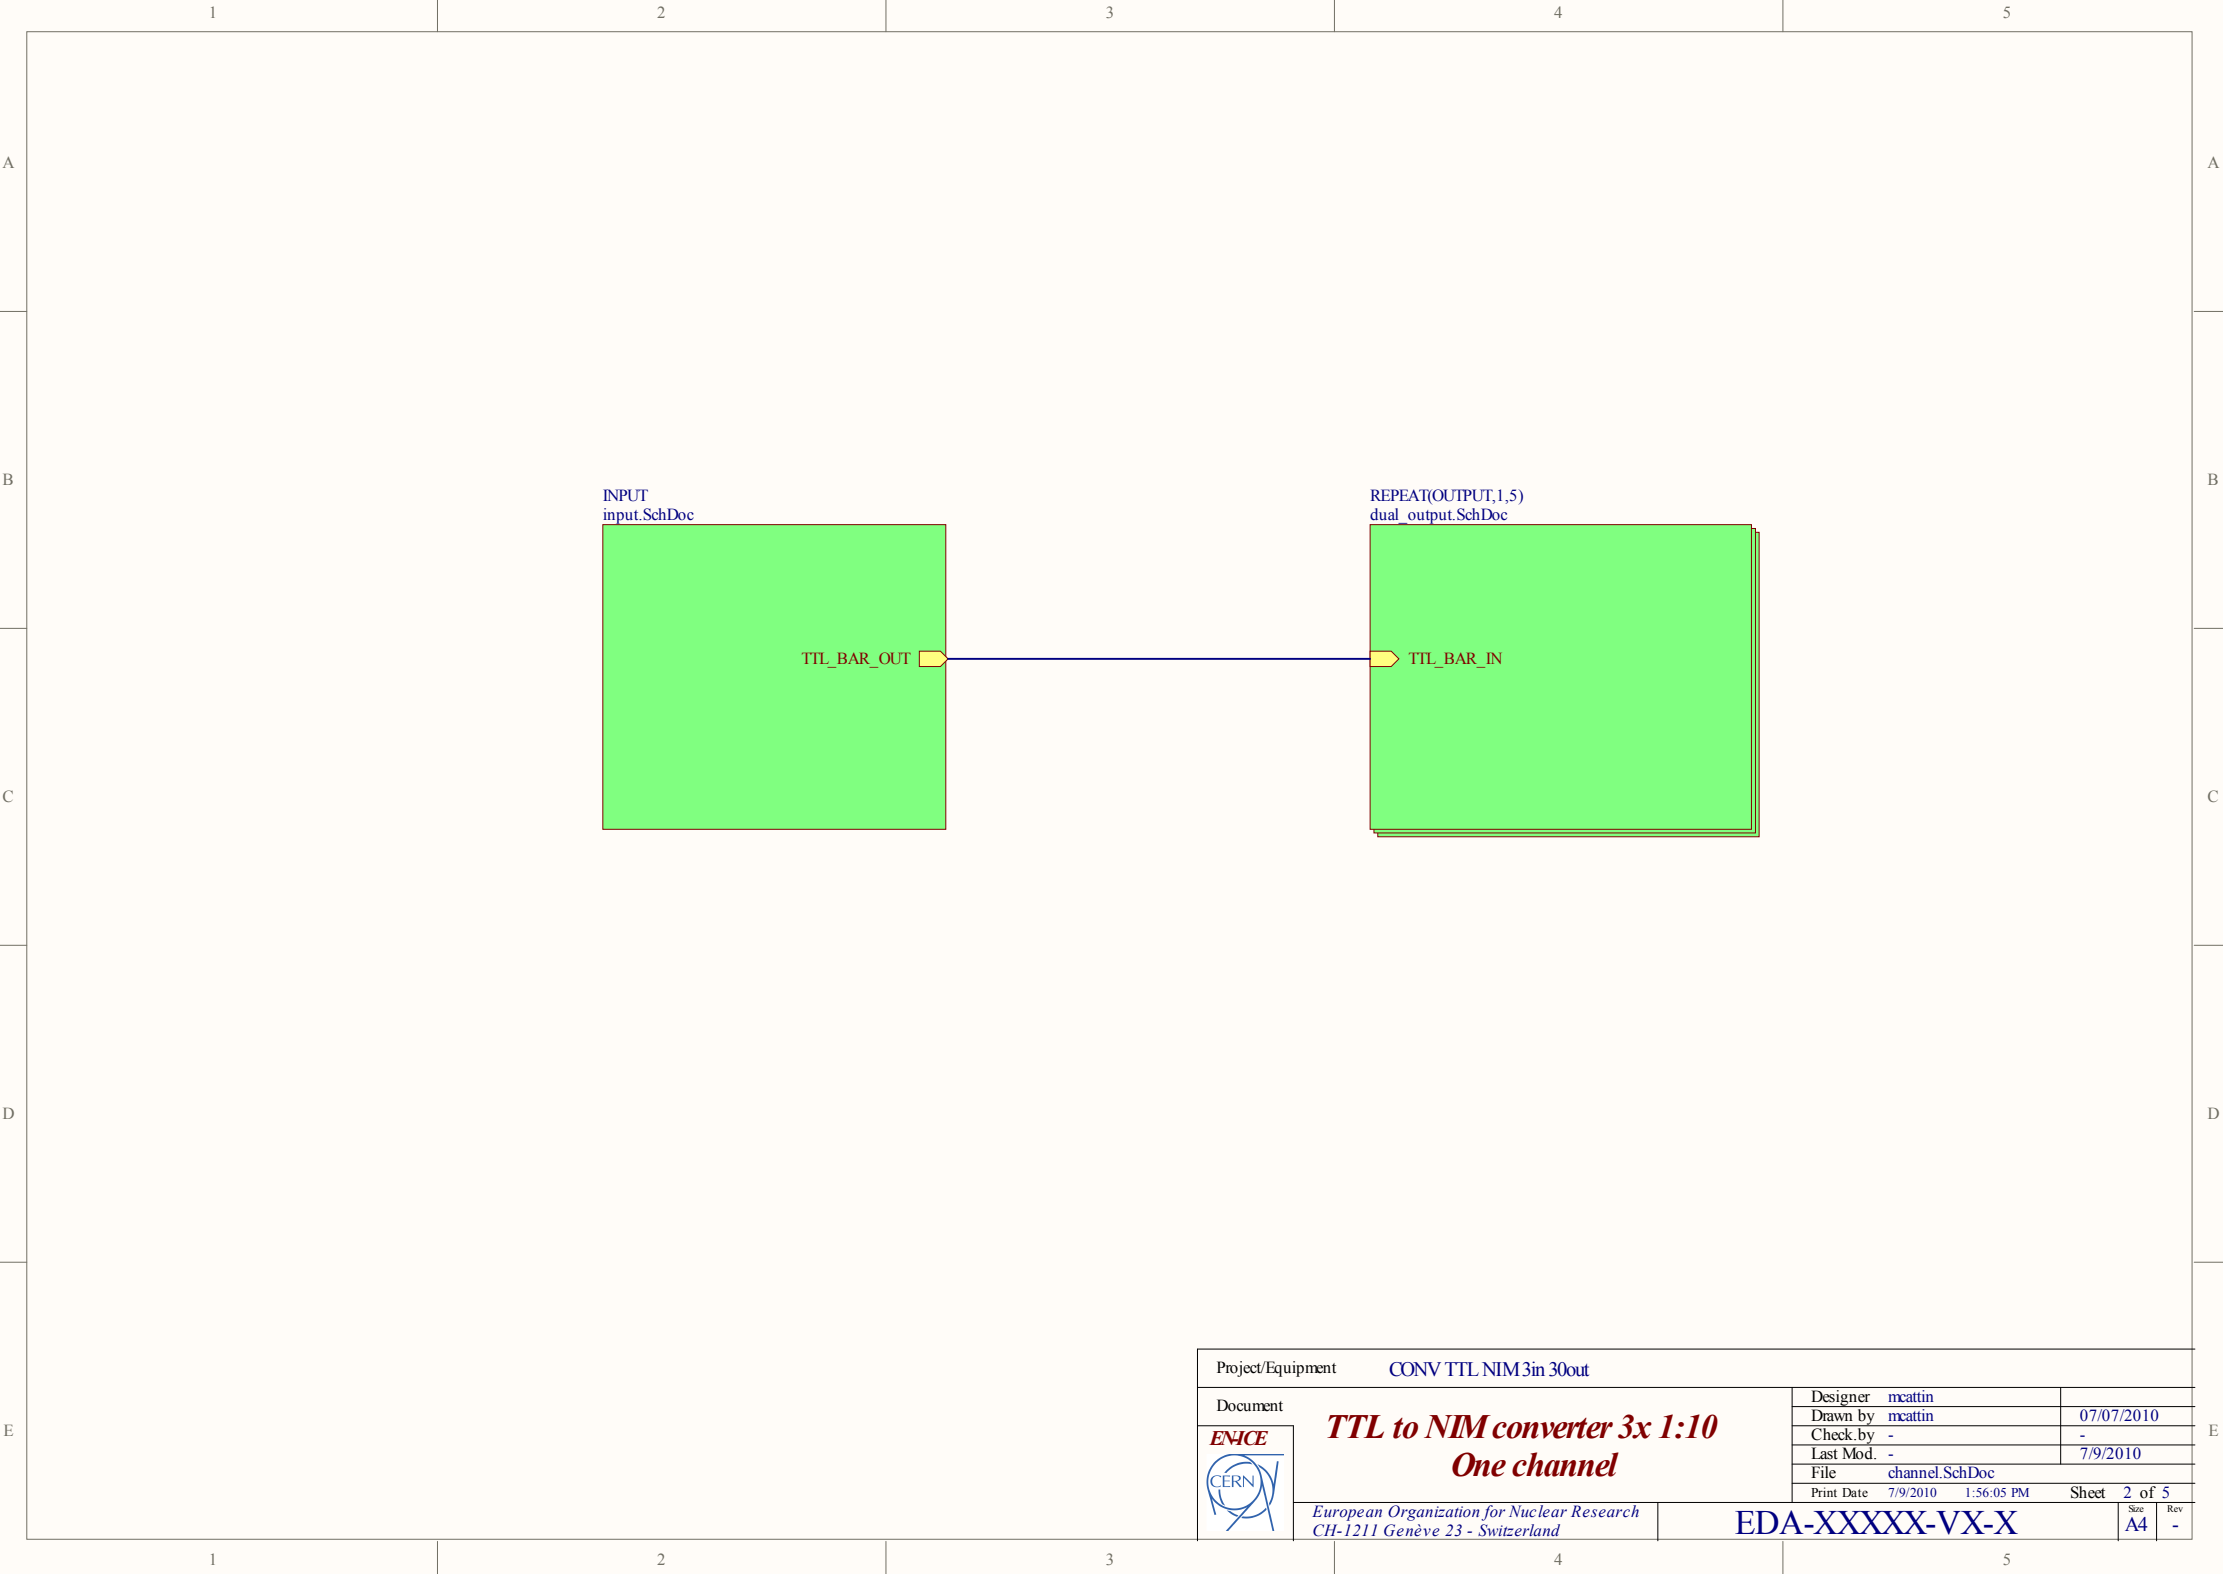 1 2 3 4 5
A A
B B
INPUT
input.SchDoc
REPEAT(OUTPUT,1,5)
dual_output.SchDoc
TTL_BAR_OUT
TTL_BAR_IN
C C
D D
E E
Project/Equipment CONV TTL NIM 3in 30out
Document
TTL to NIM converter 3x 1:10
One channel
EN-ICE
CERN
Designer mcattin
Drawn by mcattin 07/07/2010
Check.by - -
Last Mod. - 7/9/2010
File channel.SchDoc
Print Date 7/9/2010 1:56:05 PM Sheet 2 of 5
European Organization for Nuclear Research
CH-1211 Genève 23 - Switzerland
EDA-XXXXX-VX-X
Size
A4
Rev
-
1 2 3 4 5